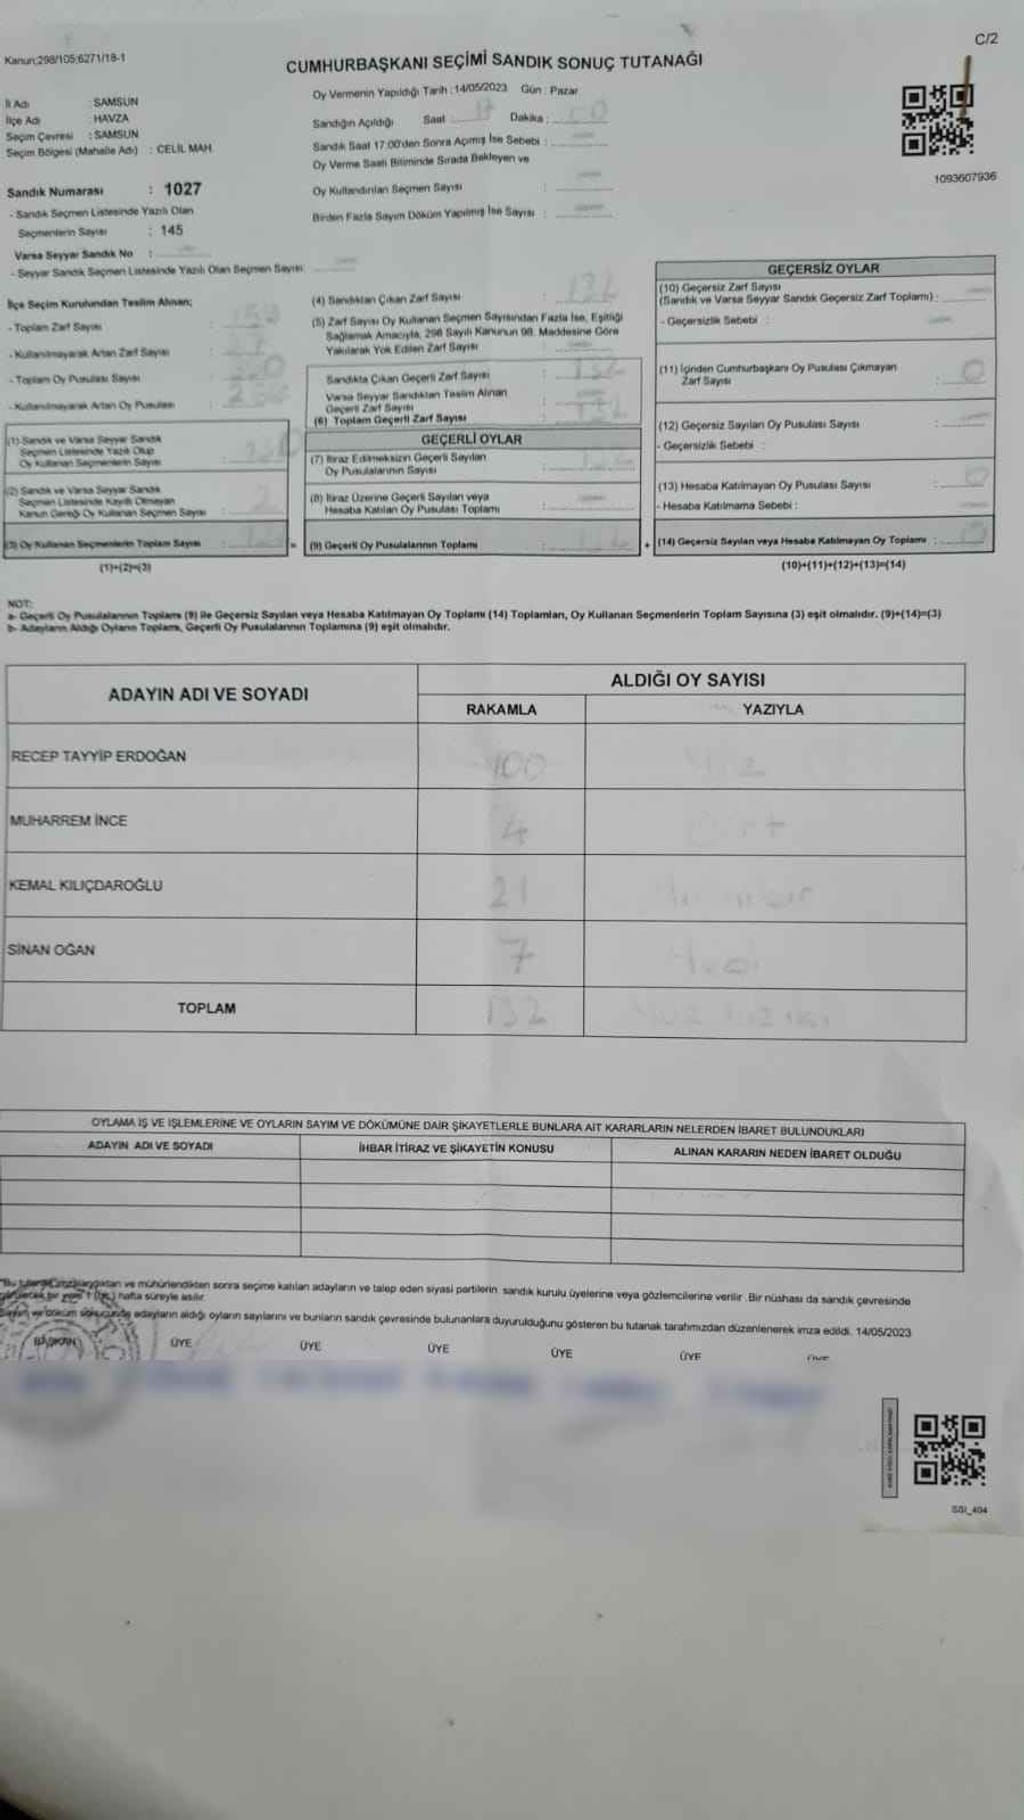 C/2
Kanun;298/105;6271/18-1
CUMHURBAŞKANI SEÇİMİ SANDIK SONUÇ TUTANAĞI
İl Adı : SAMSUN
İlçe Adı : HAVZA
Seçim Çevresi : SAMSUN
Seçim Bölgesi (Mahalle Adı) : CELİL MAH.
Oy Vermenin Yapıldığı Tarih : 14/05/2023 Gün : Pazar
Sandığın Açıldığı Saat 17 Dakika : 00
Sandık Saat 17:00'den Sonra Açımış İse Sebebi : —
Oy Verme Saati Bitiminde Sırada Bekleyen ve
Oy Kullandırılan Seçmen Sayısı : —
Birden Fazla Sayım Döküm Yapılmış İse Sayısı : —
1093607936
Sandık Numarası : 1027
- Sandık Seçmen Listesinde Yazılı Olan
Seçmenlerin Sayısı : 145
Varsa Seyyar Sandık No : —
- Seyyar Sandık Seçmen Listesinde Yazılı Olan Seçmen Sayısı: —
İlçe Seçim Kurulundan Teslim Alınan;
- Toplam Zarf Sayısı :
- Kullanılmayarak Artan Zarf Sayısı :
- Toplam Oy Pusulası Sayısı :
- Kullanılmayarak Artan Oy Pusulası :
(1) Sandık ve Varsa Seyyar Sandık
Seçmen Listesinde Yazılı Olup
Oy Kullanan Seçmenlerin Sayısı :
(2) Sandık ve Varsa Seyyar Sandık
Seçmen Listesinde Kayıtlı Olmayan
Kanun Gereği Oy Kullanan Seçmen Sayısı : 2
(3) Oy Kullanan Seçmenlerin Toplam Sayısı :
(1)+(2)=(3)
(4) Sandıktan Çıkan Zarf Sayısı : 132
(5) Zarf Sayısı Oy Kullanan Seçmen Sayısından Fazla İse, Eşitliği
Sağlamak Amacıyla, 298 Sayılı Kanunun 98. Maddesine Göre
Yakılarak Yok Edilen Zarf Sayısı : —
Sandıkta Çıkan Geçerli Zarf Sayısı : 132
Varsa Seyyar Sandıktan Teslim Alınan
Geçerli Zarf Sayısı : —
(6) Toplam Geçerli Zarf Sayısı : 132
GEÇERLİ OYLAR
(7) İtiraz Edilmeksizin Geçerli Sayılan
Oy Pusulalarının Sayısı : 132
(8) İtiraz Üzerine Geçerli Sayılan veya
Hesaba Katılan Oy Pusulası Toplamı : —
= (9) Geçerli Oy Pusulalarının Toplamı : 132
GEÇERSİZ OYLAR
(10) Geçersiz Zarf Sayısı
(Sandık ve Varsa Seyyar Sandık Geçersiz Zarf Toplamı) : —
- Geçersizlik Sebebi : —
(11) İçinden Cumhurbaşkanı Oy Pusulası Çıkmayan
Zarf Sayısı : 0
(12) Geçersiz Sayılan Oy Pusulası Sayısı : —
- Geçersizlik Sebebi :
(13) Hesaba Katılmayan Oy Pusulası Sayısı : 0
- Hesaba Katılmama Sebebi :
+ (14) Geçersiz Sayılan veya Hesaba Katılmayan Oy Toplamı : 0
(10)+(11)+(12)+(13)=(14)
NOT:
a- Geçerli Oy Pusulalarının Toplamı (9) ile Geçersiz Sayılan veya Hesaba Katılmayan Oy Toplamı (14) Toplamları, Oy Kullanan Seçmenlerin Toplam Sayısına (3) eşit olmalıdır. (9)+(14)=(3)
b- Adayların Aldığı Oyların Toplamı, Geçerli Oy Pusulalarının Toplamına (9) eşit olmalıdır.
ADAYIN ADI VE SOYADI
ALDIĞI OY SAYISI
RAKAMLA YAZIYLA
RECEP TAYYİP ERDOĞAN 100 Yüz
MUHARREM İNCE 4 Dört
KEMAL KILIÇDAROĞLU 21
SİNAN OĞAN 7 Yedi
TOPLAM 132 Yüz otuz iki
OYLAMA İŞ VE İŞLEMLERİNE VE OYLARIN SAYIM VE DÖKÜMÜNE DAİR ŞİKAYETLERLE BUNLARA AİT KARARLARIN NELERDEN İBARET BULUNDUKLARI
ADAYIN ADI VE SOYADI İHBAR İTİRAZ VE ŞİKAYETİN KONUSU ALINAN KARARIN NEDEN İBARET OLDUĞU
ve mühürlendikten sonra seçime katılan adayların ve talep eden siyasi partilerin sandık kurulu üyelerine veya gözlemcilerine verilir. Bir nüshası da sandık çevresinde
hafta süreyle asılır.
adayların aldığı oyların sayılarını ve bunların sandık çevresinde bulunanlara duyurulduğunu gösteren bu tutanak tarafımızdan düzenlenerek imza edildi. 14/05/2023
BAŞKAN ÜYE ÜYE ÜYE ÜYE ÜYE ÜYE
SSI_404